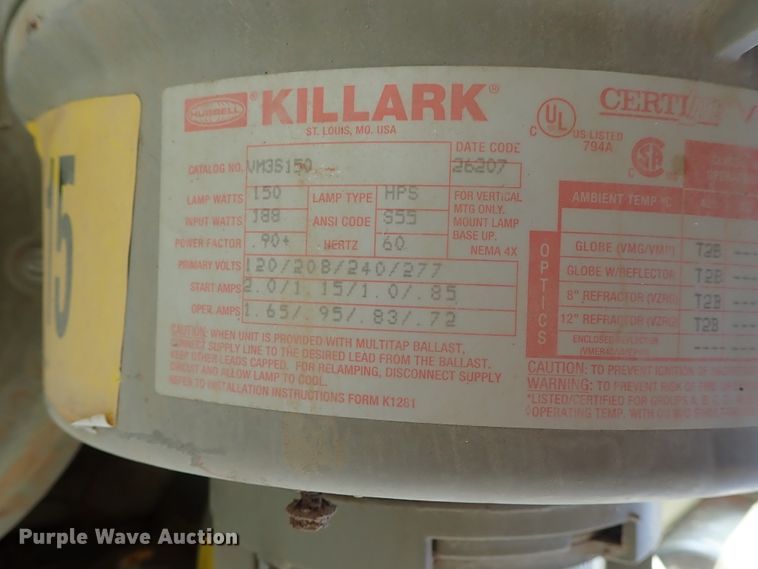 15
HUBBELL
® KILLARK®
ST. LOUIS, MO. USA
CATALOG NO. VM3S150
DATE CODE
26207
LAMP WATTS 150 LAMP TYPE HPS
INPUT WATTS 188 ANSI CODE S55
POWER FACTOR .90+ HERTZ 60
FOR VERTICAL
MTG ONLY.
MOUNT LAMP
BASE UP.
NEMA 4X
PRIMARY VOLTS 120/208/240/277
START AMPS 2.0/1.15/1.0/.85
OPER. AMPS 1.65/.95/.83/.72
CAUTION: WHEN UNIT IS PROVIDED WITH MULTITAP BALLAST,
CONNECT SUPPLY LINE TO THE DESIRED LEAD FROM THE BALLAST.
KEEP OTHER LEADS CAPPED. FOR RELAMPING, DISCONNECT SUPPLY
CIRCUIT AND ALLOW LAMP TO COOL.
REFER TO INSTALLATION INSTRUCTIONS FORM K1281
CERTI
C UL US LISTED
794A
SA
AMBIENT TEMP °C
OPTICS
GLOBE (VMG/VMP) T2B ----
GLOBE W/REFLECTOR T2B ----
8" REFRACTOR (VZRG) T2B ----
12" REFRACTOR (VZRG) T2B ----
ENCLOSED REFLECTOR
CAUTION: TO PREVENT IGNITION OF
WARNING: TO PREVENT RISK OF
*LISTED/CERTIFIED FOR GROUPS A, B, C, D
OPERATING TEMP. WITH
Purple Wave Auction